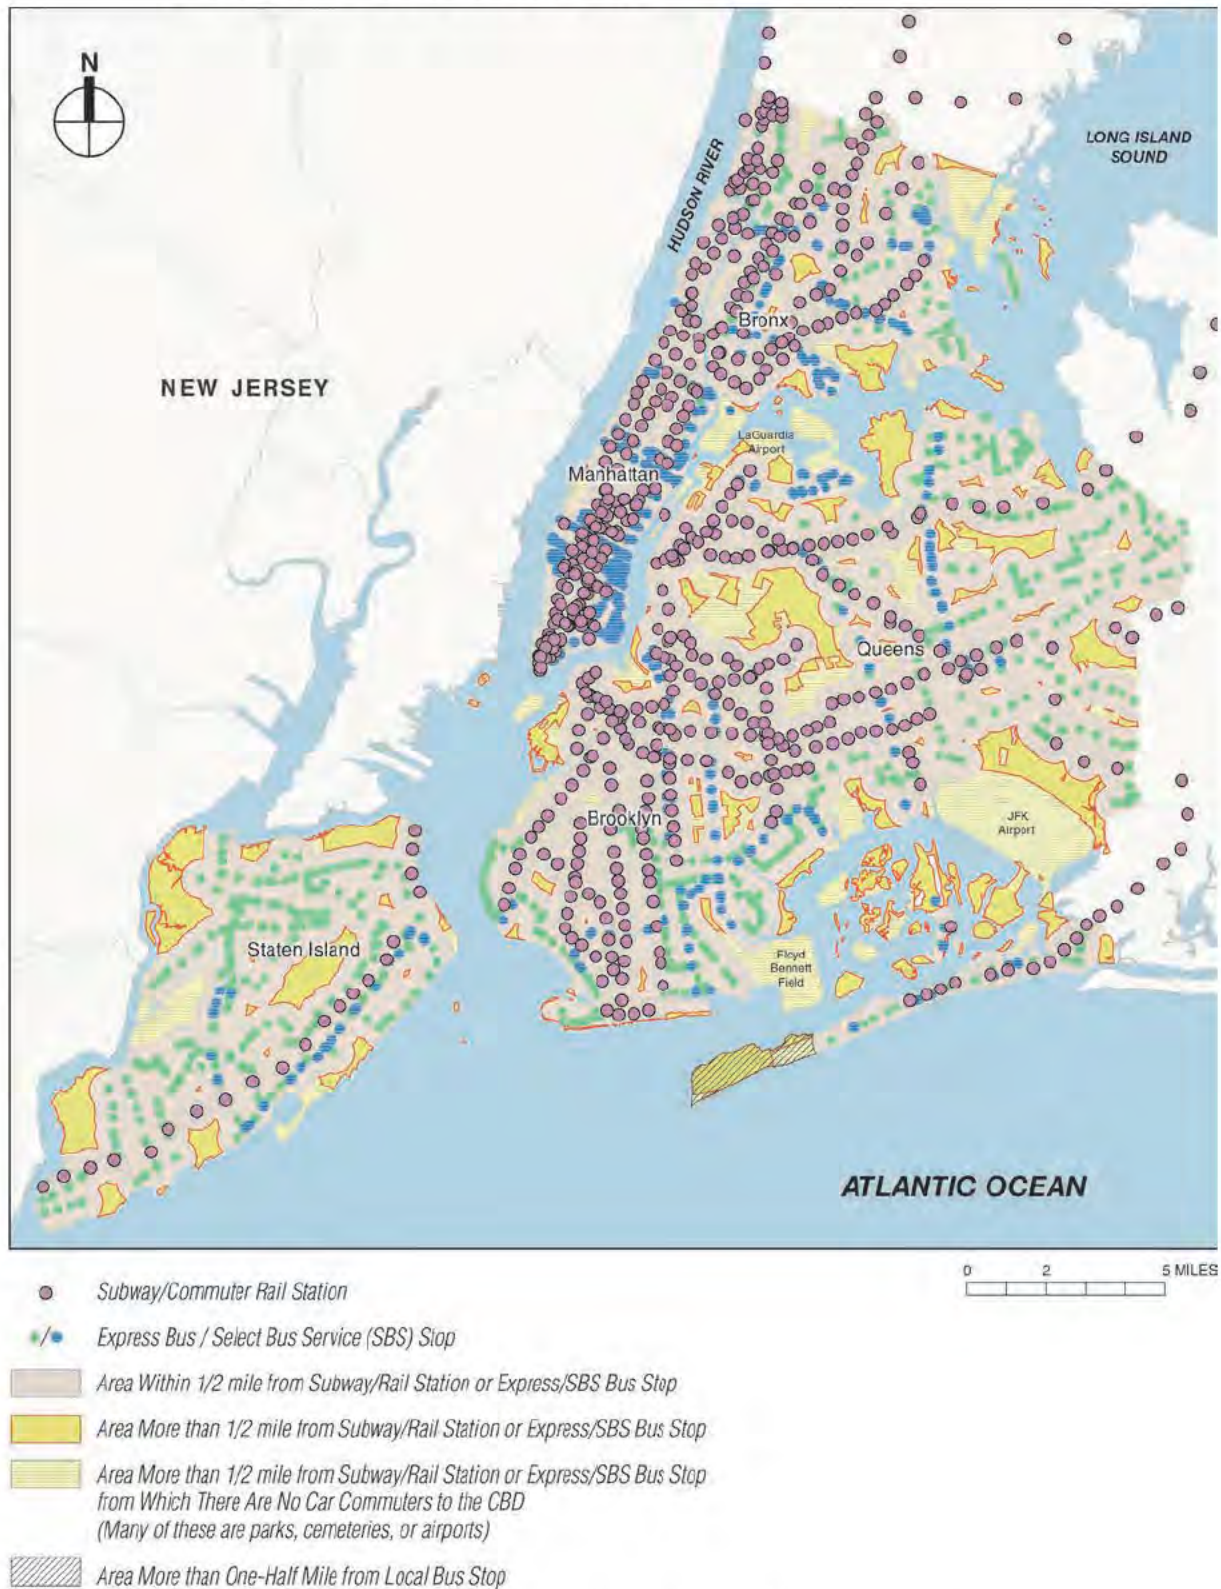 N
LONG ISLAND
SOUND
HUDSON RIVER
Bronx
NEW JERSEY
LaGuardia
Airport
Manhattan
Queens
JFK
Airport
Brooklyn
Staten Island
Floyd
Bennett
Field
ATLANTIC OCEAN
0 2 5 MILES
Subway/Commuter Rail Station
Express Bus / Select Bus Service (SBS) Stop
Area Within 1/2 mile from Subway/Rail Station or Express/SBS Bus Stop
Area More than 1/2 mile from Subway/Rail Station or Express/SBS Bus Stop
Area More than 1/2 mile from Subway/Rail Station or Express/SBS Bus Stop
from Which There Are No Car Commuters to the CBD
(Many of these are parks, cemeteries, or airports)
Area More than One-Half Mile from Local Bus Stop